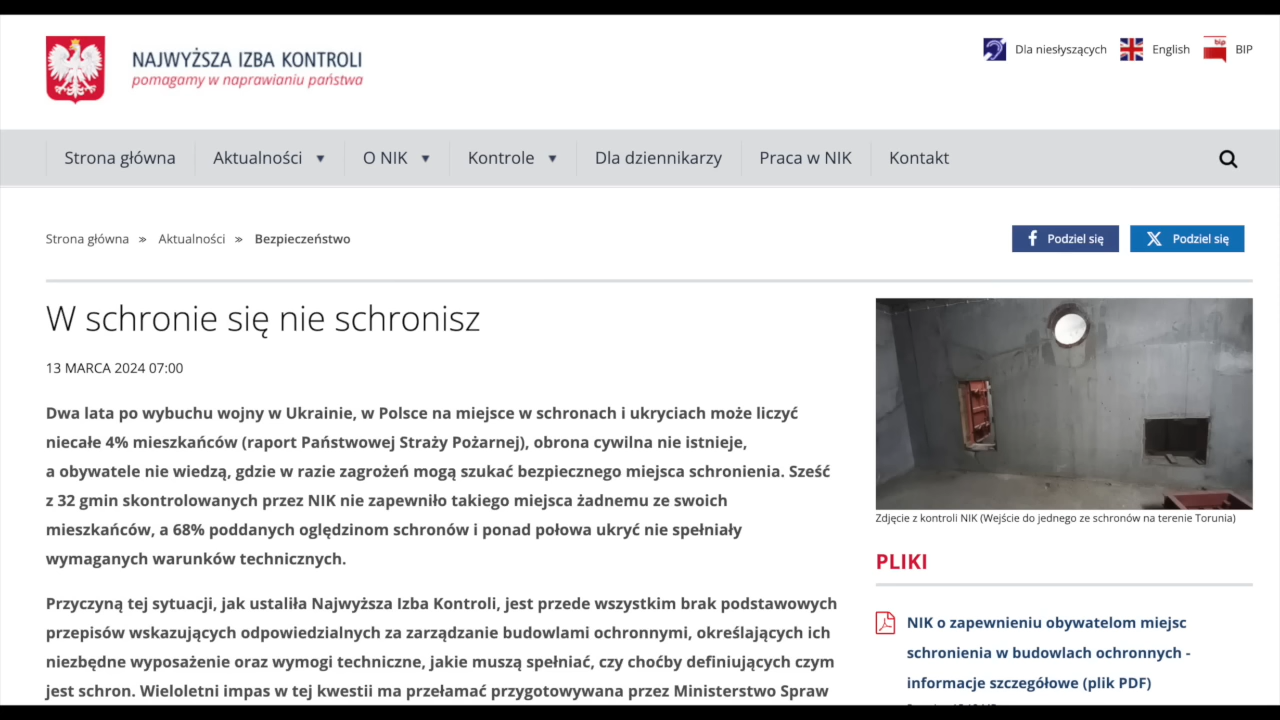 NAJWYŻSZA IZBA KONTROLI
pomagamy w naprawianiu państwa
Dla niesłyszących
English
bip
BIP
Strona główna
Aktualności
O NIK
Kontrole
Dla dziennikarzy
Praca w NIK
Kontakt
Strona główna » Aktualności » Bezpieczeństwo
Podziel się
Podziel się
W schronie się nie schronisz
13 MARCA 2024 07:00
Dwa lata po wybuchu wojny w Ukrainie, w Polsce na miejsce w schronach i ukryciach może liczyć
niecałe 4% mieszkańców (raport Państwowej Straży Pożarnej), obrona cywilna nie istnieje,
a obywatele nie wiedzą, gdzie w razie zagrożeń mogą szukać bezpiecznego miejsca schronienia. Sześć
z 32 gmin skontrolowanych przez NIK nie zapewniło takiego miejsca żadnemu ze swoich
mieszkańców, a 68% poddanych oględzinom schronów i ponad połowa ukryć nie spełniały
wymaganych warunków technicznych.
Przyczyną tej sytuacji, jak ustaliła Najwyższa Izba Kontroli, jest przede wszystkim brak podstawowych
przepisów wskazujących odpowiedzialnych za zarządzanie budowlami ochronnymi, określających ich
niezbędne wyposażenie oraz wymogi techniczne, jakie muszą spełniać, czy choćby definiujących czym
jest schron. Wieloletni impas w tej kwestii ma przełamać przygotowywana przez Ministerstwo Spraw
Zdjęcie z kontroli NIK (Wejście do jednego ze schronów na terenie Torunia)
PLIKI
NIK o zapewnieniu obywatelom miejsc
schronienia w budowlach ochronnych -
informacje szczegółowe (plik PDF)